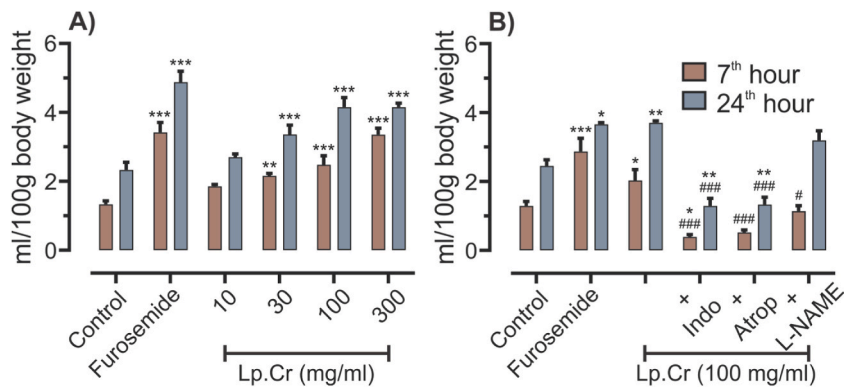 A)
ml/100g body weight
6
4
2
0
***
***
**
***
***
***
***
***
Control
Furosemide
10
30
100
300
Lp.Cr (mg/ml)
B)
ml/100g body weight
6
4
2
0
7th hour
24th hour
***
*
*
**
*
###
**
###
###
**
###
#
Control
Furosemide
+ Indo
+ Atrop
+ L-NAME
Lp.Cr (100 mg/ml)